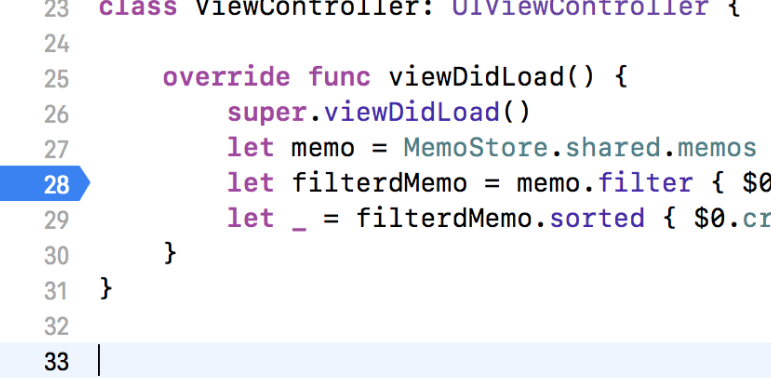 23 class ViewController: UIViewController {
24
25 override func viewDidLoad() {
26 super.viewDidLoad()
27 let memo = MemoStore.shared.memos
28 let filterdMemo = memo.filter { $0
29 let _ = filterdMemo.sorted { $0.cr
30 }
31 }
32
33